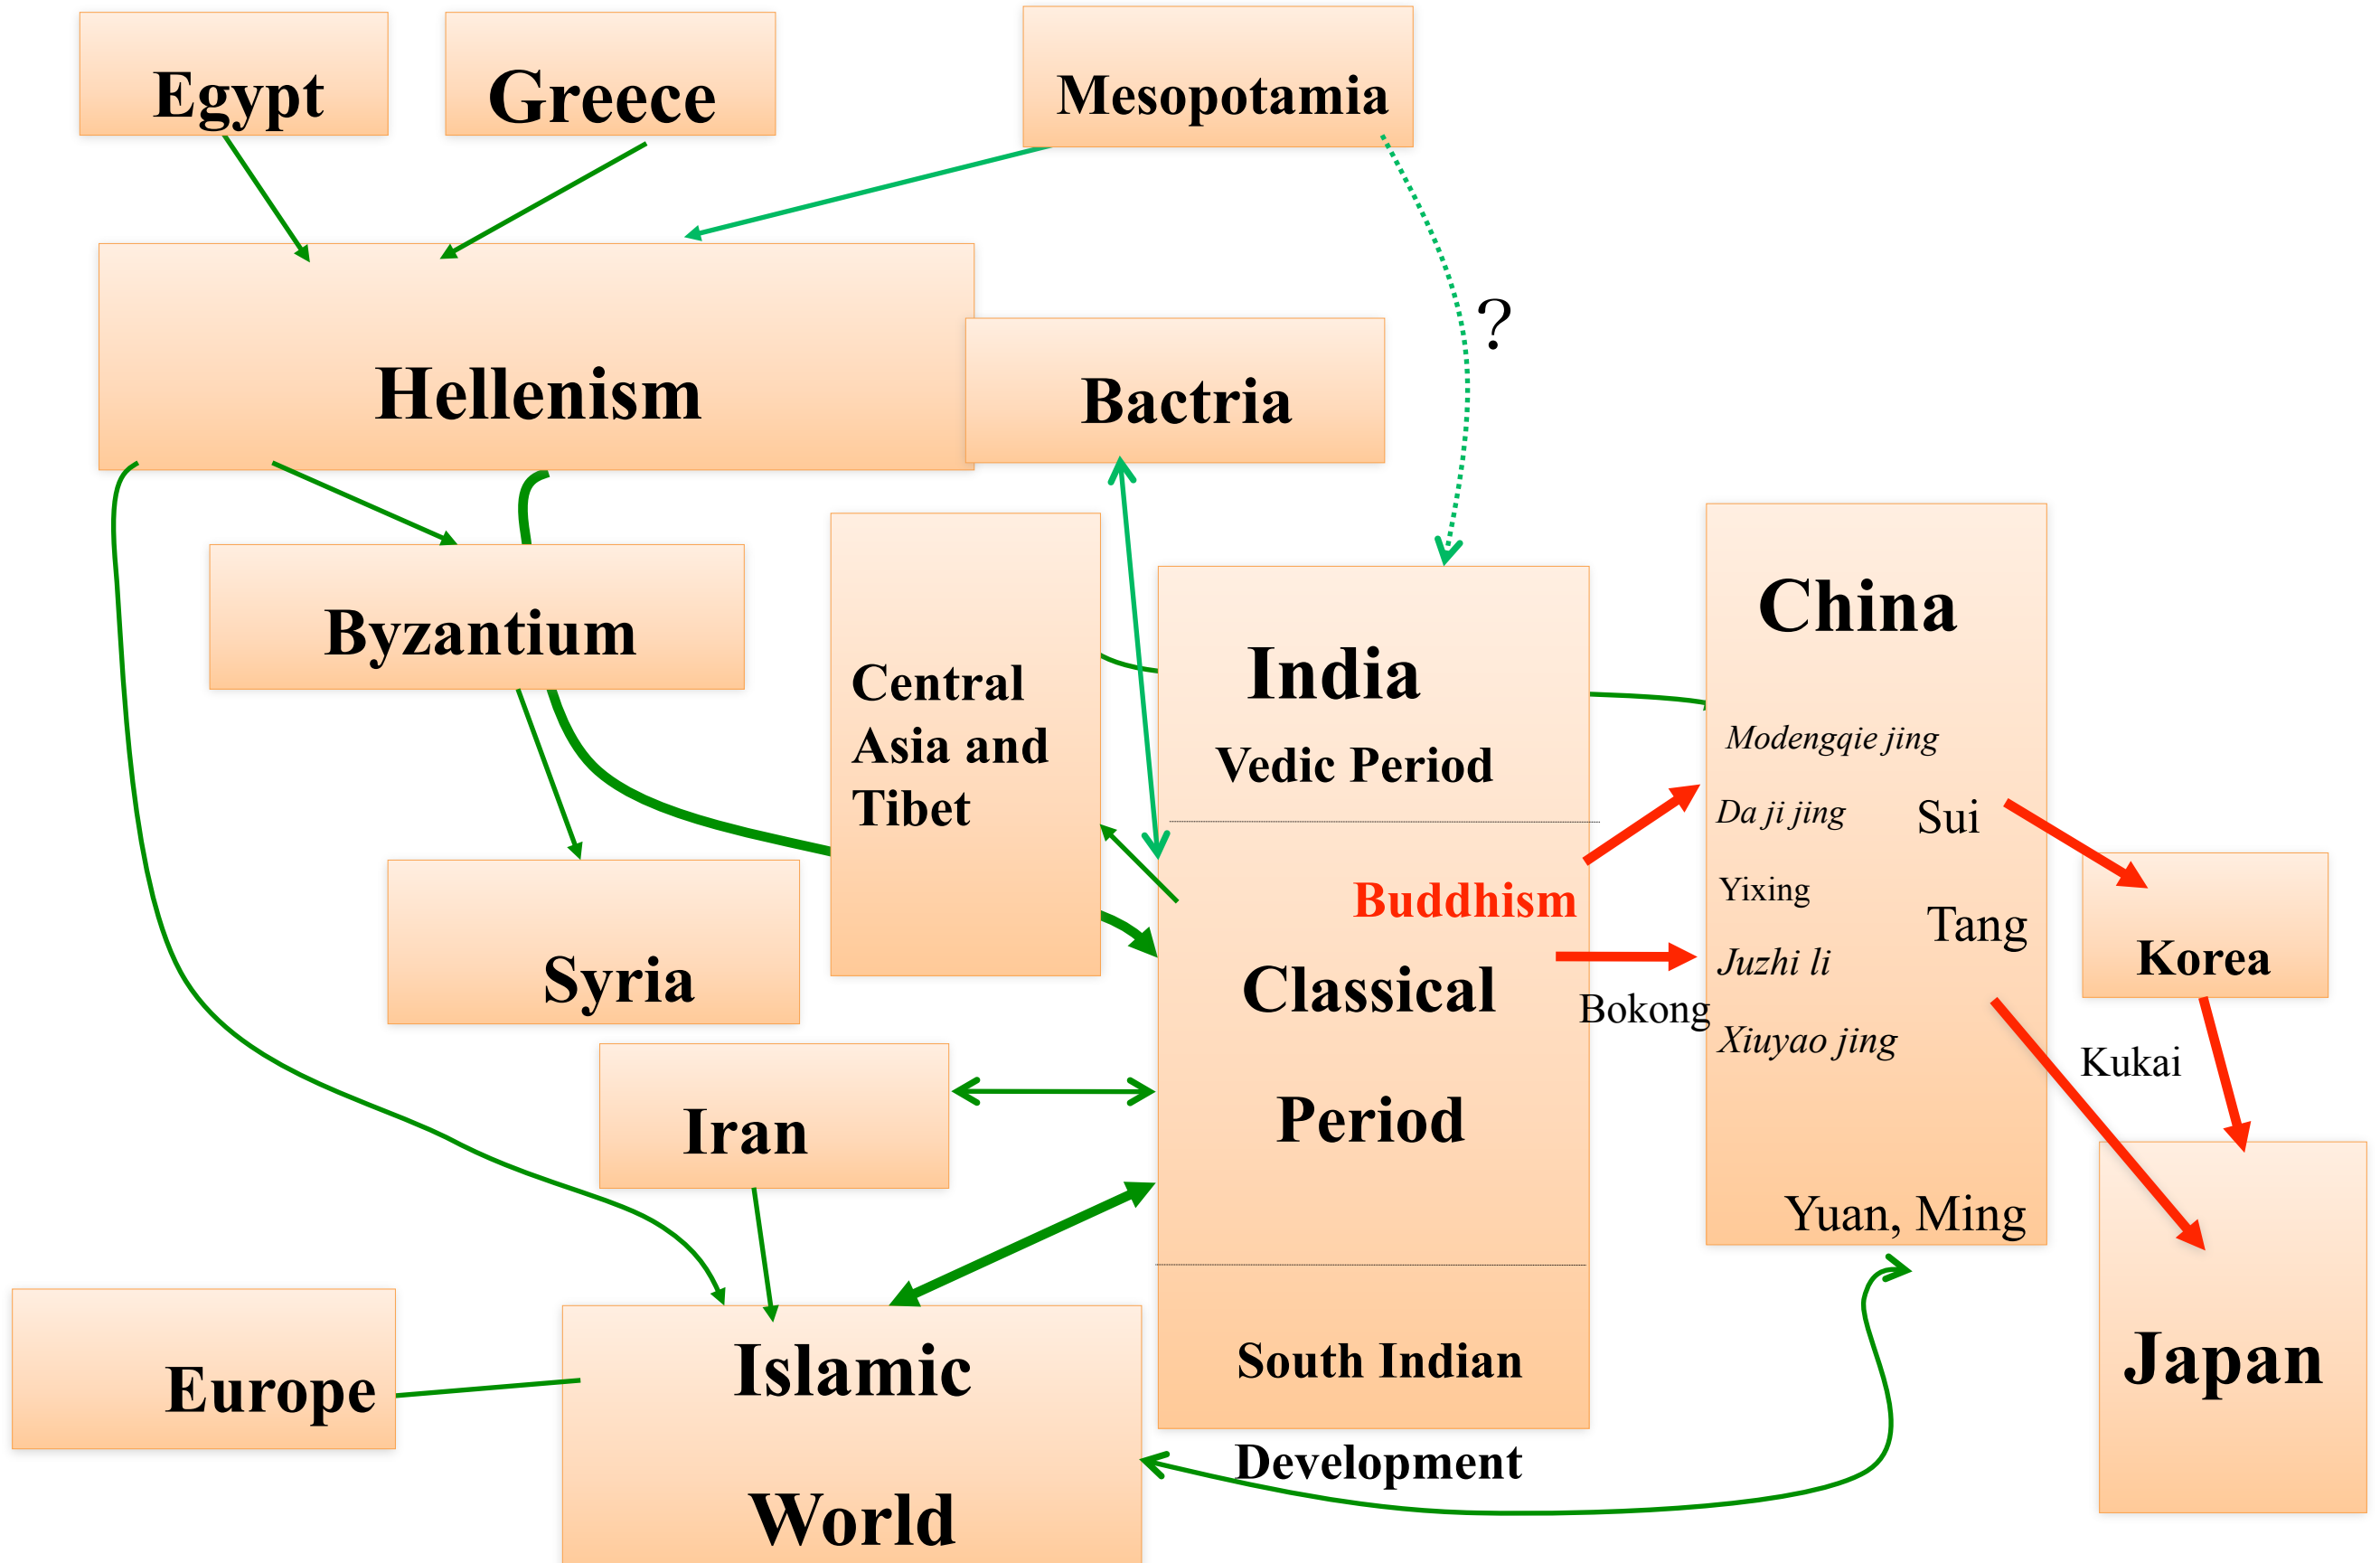 Egypt
Greece
Mesopotamia
?
Hellenism
Bactria
Byzantium
Central
Asia and
Tibet
India
Vedic Period
China
Modengqie jing
Da ji jing
Sui
Yixing
Tang
Juzhi li
Xiuyao jing
Yuan, Ming
Buddhism
Classical
Period
Bokong
Korea
Kukai
Syria
Iran
South Indian
Development
Japan
Europe
Islamic
World